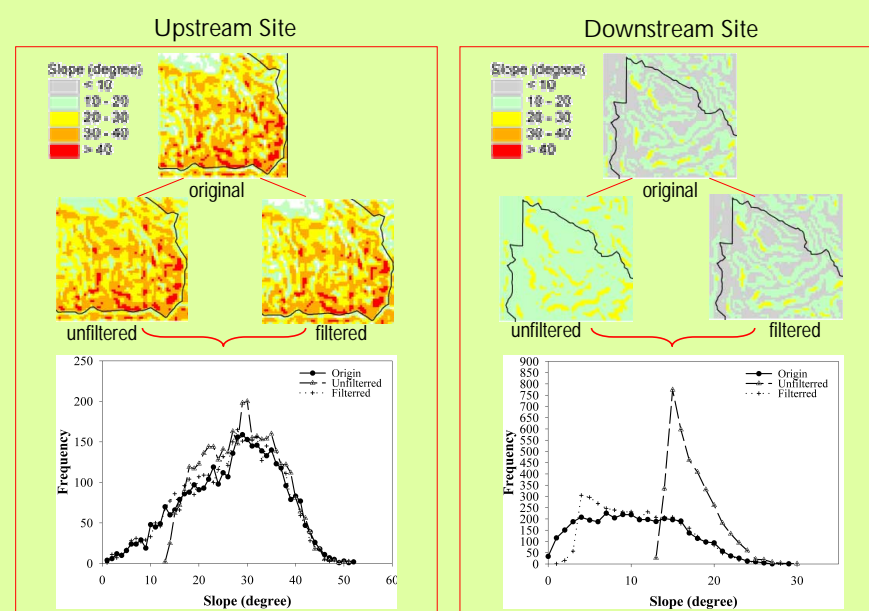 Upstream Site
Slope (degree)
< 10
10 - 20
20 - 30
30 - 40
> 40
original
unfiltered
filtered
250
200
150
100
50
0
Frequency
Origin
Unfilterred
Filterred
0 10 20 30 40 50 60
Slope (degree)
Downstream Site
Slope (degree)
< 10
10 - 20
20 - 30
30 - 40
> 40
original
unfiltered
filtered
900
850
800
750
700
650
600
550
500
450
400
350
300
250
200
150
100
50
0
Frequency
Origin
Unfilterred
Filterred
0 10 20 30
Slope (degree)